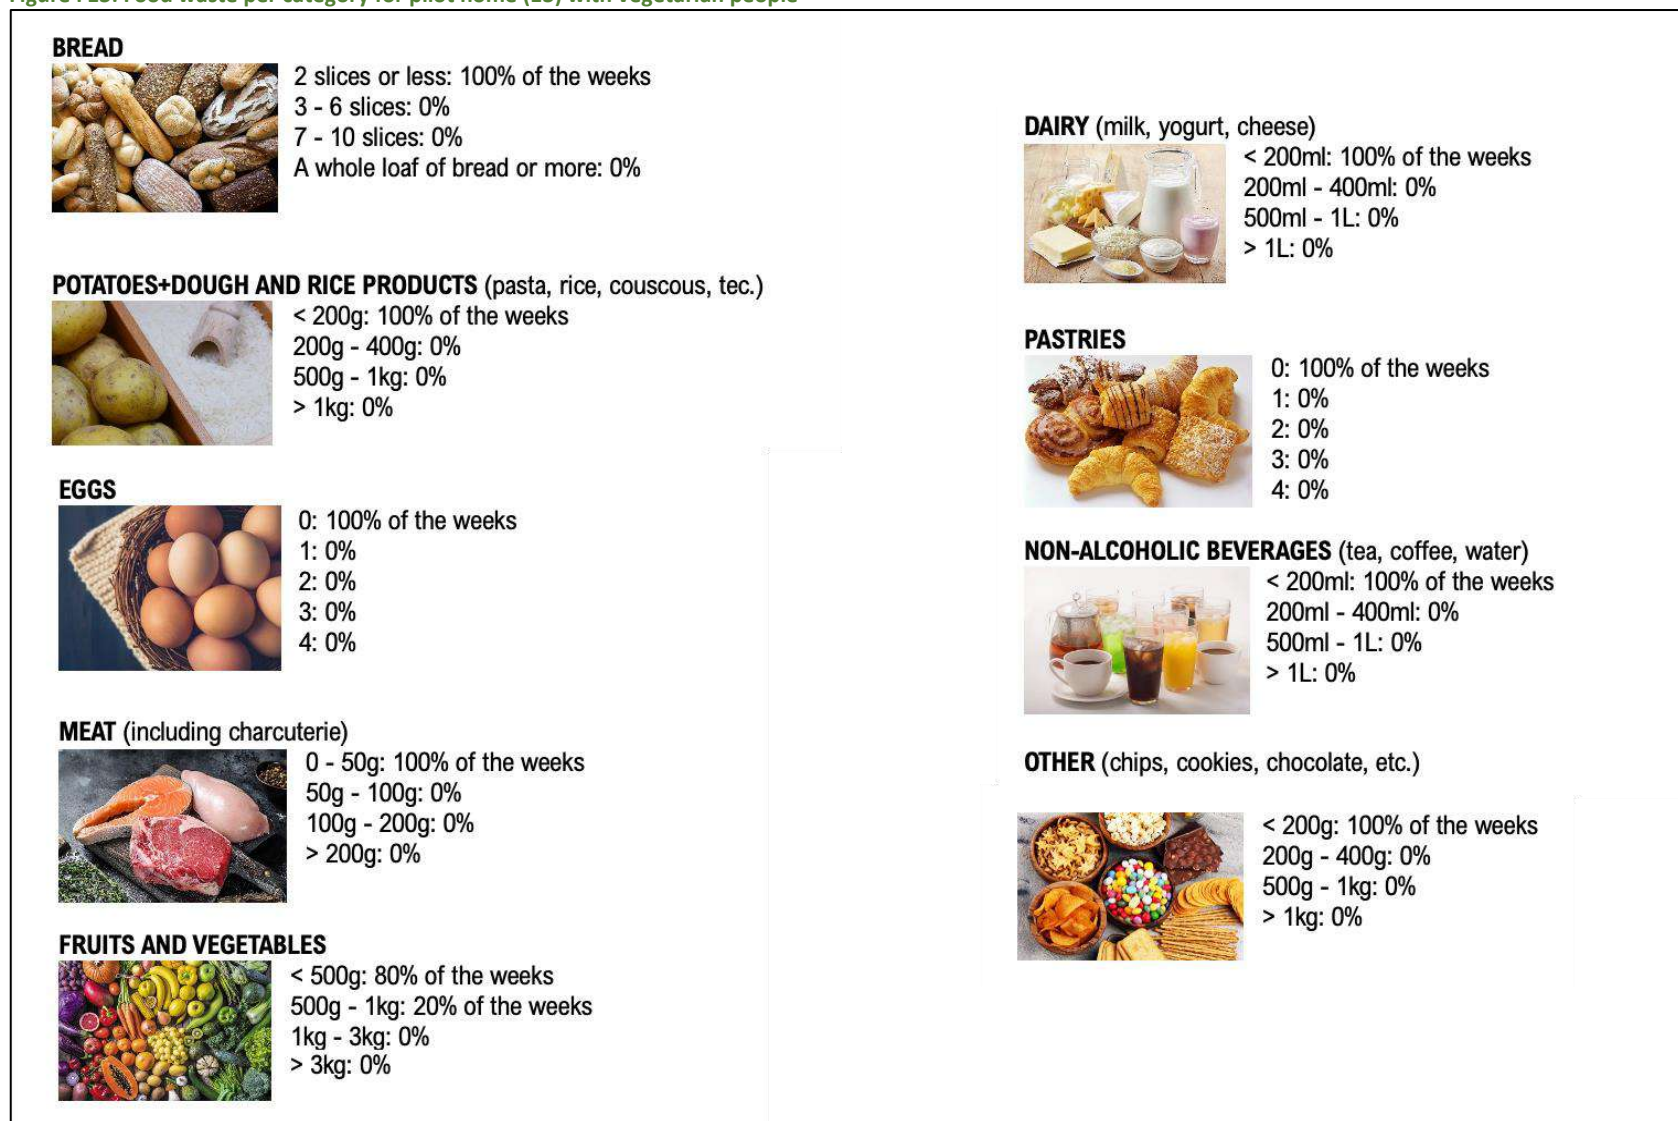 BREAD
2 slices or less: 100% of the weeks
3 - 6 slices: 0%
7 - 10 slices: 0%
A whole loaf of bread or more: 0%
POTATOES+DOUGH AND RICE PRODUCTS (pasta, rice, couscous, tec.)
< 200g: 100% of the weeks
200g - 400g: 0%
500g - 1kg: 0%
> 1kg: 0%
EGGS
0: 100% of the weeks
1: 0%
2: 0%
3: 0%
4: 0%
MEAT (including charcuterie)
0 - 50g: 100% of the weeks
50g - 100g: 0%
100g - 200g: 0%
> 200g: 0%
FRUITS AND VEGETABLES
< 500g: 80% of the weeks
500g - 1kg: 20% of the weeks
1kg - 3kg: 0%
> 3kg: 0%
DAIRY (milk, yogurt, cheese)
< 200ml: 100% of the weeks
200ml - 400ml: 0%
500ml - 1L: 0%
> 1L: 0%
PASTRIES
0: 100% of the weeks
1: 0%
2: 0%
3: 0%
4: 0%
NON-ALCOHOLIC BEVERAGES (tea, coffee, water)
< 200ml: 100% of the weeks
200ml - 400ml: 0%
500ml - 1L: 0%
> 1L: 0%
OTHER (chips, cookies, chocolate, etc.)
< 200g: 100% of the weeks
200g - 400g: 0%
500g - 1kg: 0%
> 1kg: 0%